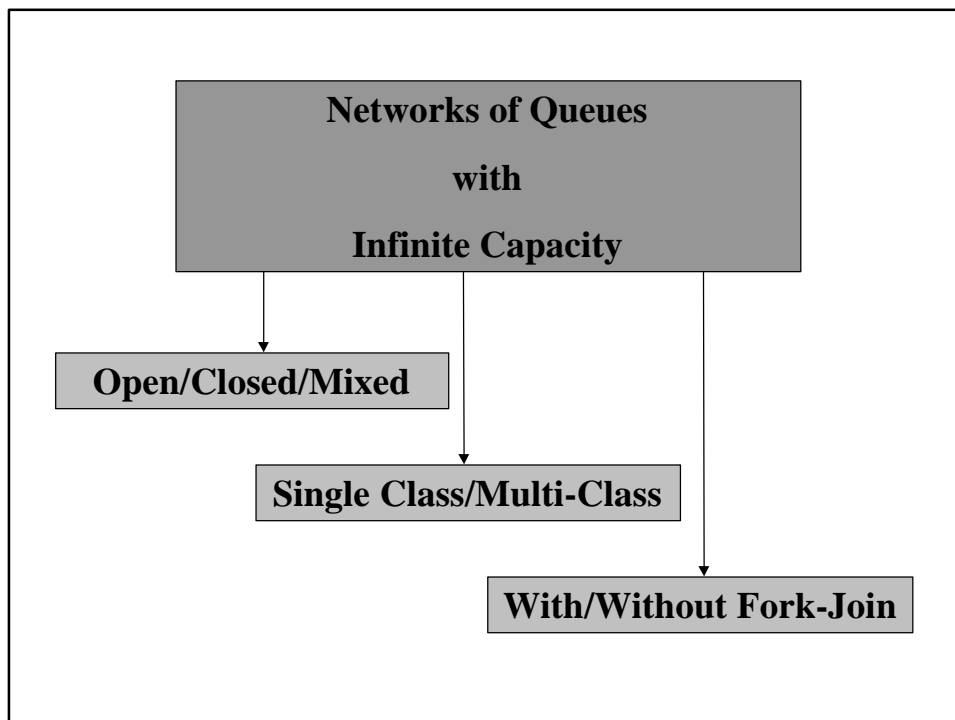 Networks of Queues
with
Infinite Capacity
Open/Closed/Mixed
Single Class/Multi-Class
With/Without Fork-Join